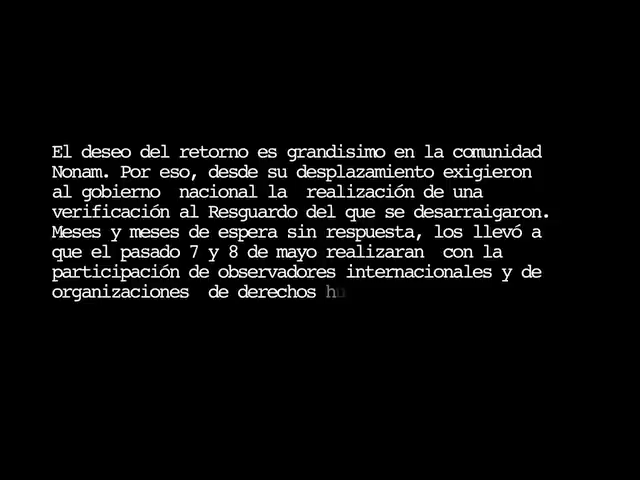 El deseo del retorno es grandisimo en la comunidad
Nonam. Por eso, desde su desplazamiento exigieron
al gobierno nacional la realización de una
verificación al Resguardo del que se desarraigaron.
Meses y meses de espera sin respuesta, los llevó a
que el pasado 7 y 8 de mayo realizaran con la
participación de observadores internacionales y de
organizaciones de derechos hu